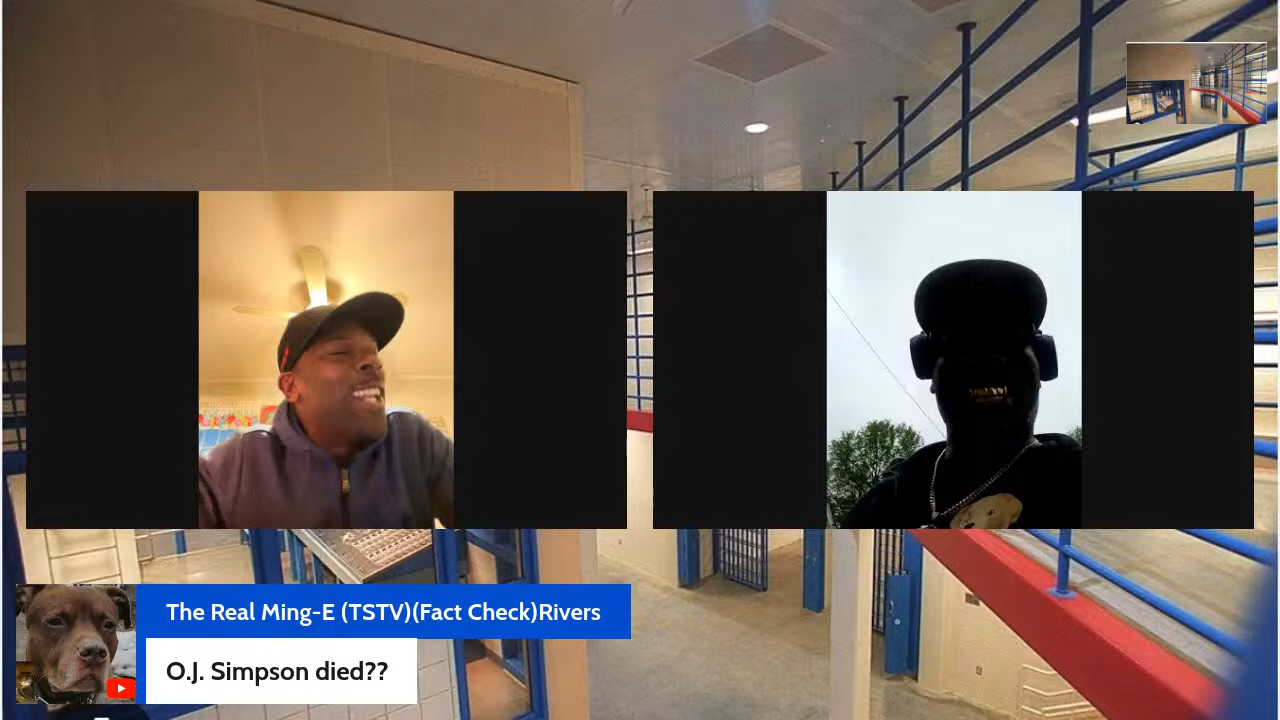 The Real Ming-E (TSTV)(Fact Check)Rivers
O.J. Simpson died??